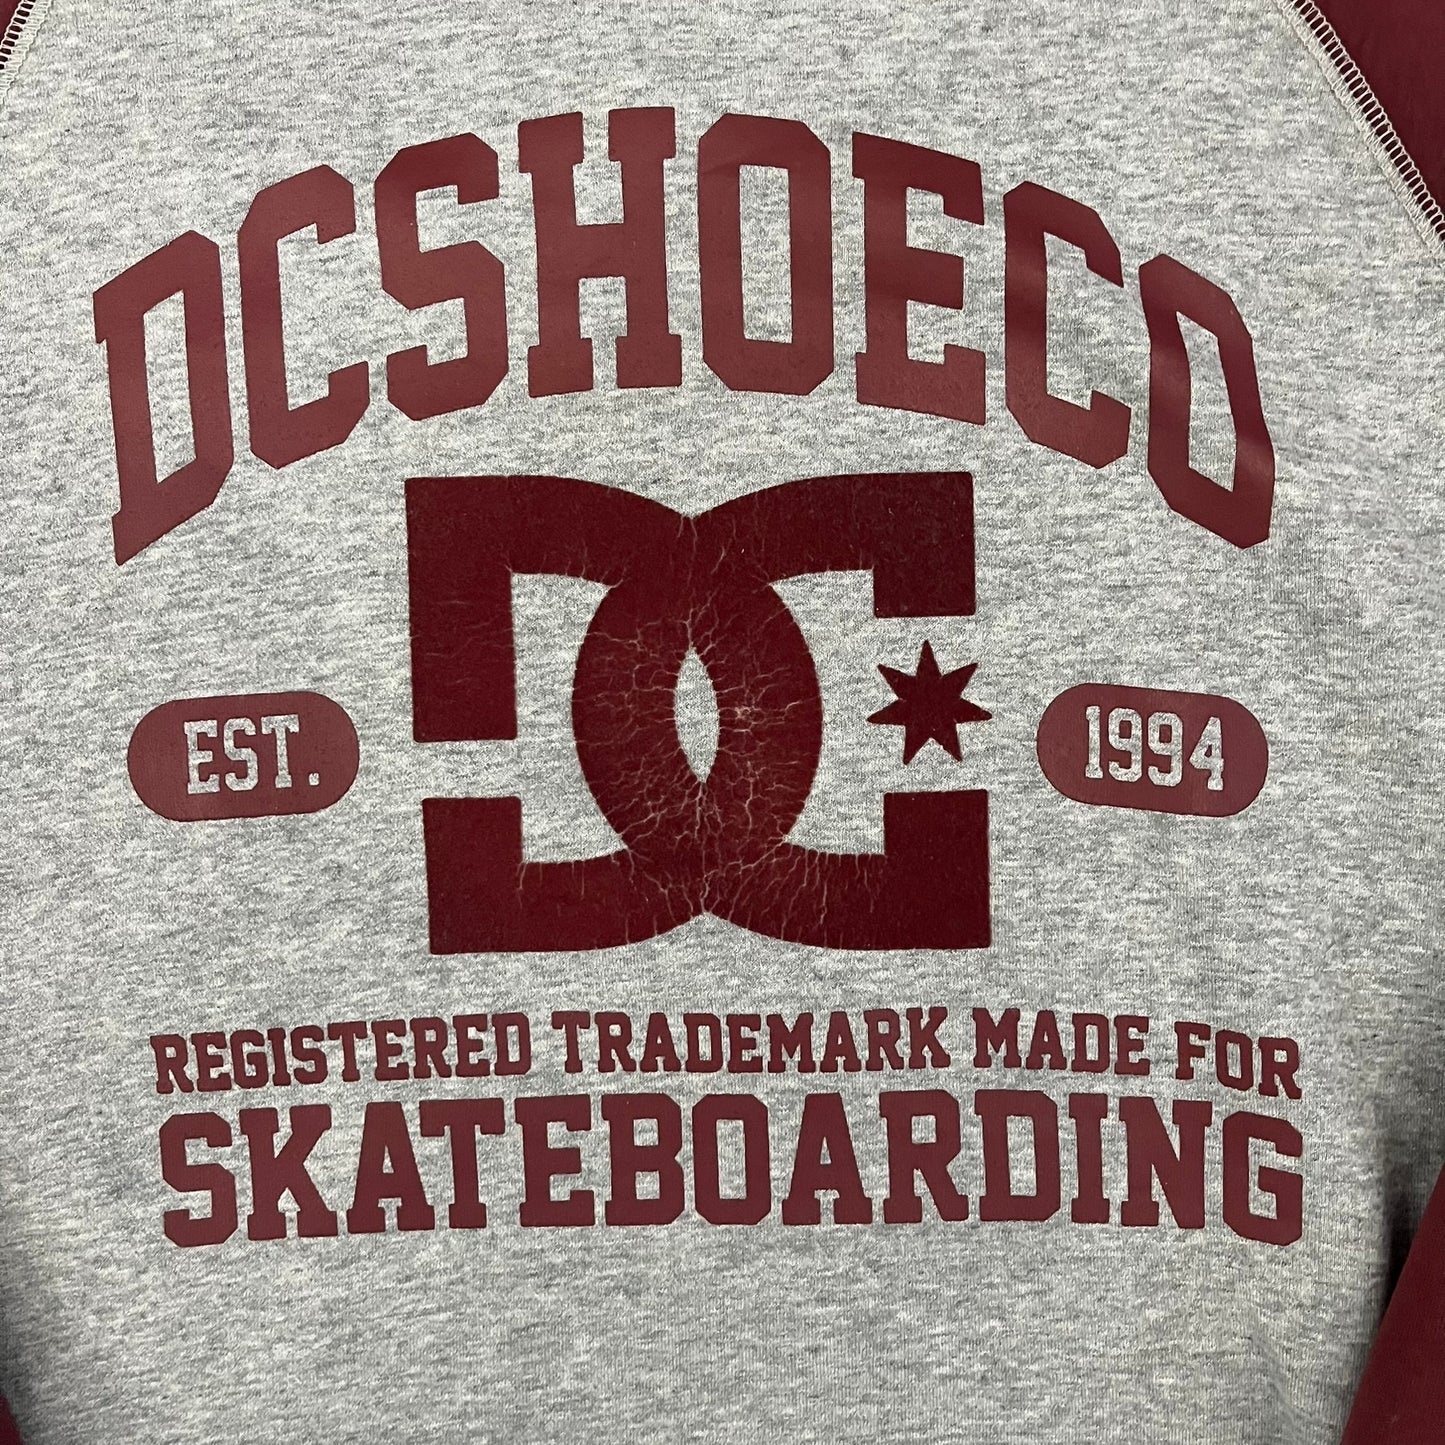 DCSHOECO
DC
EST. 1994
REGISTERED TRADEMARK MADE FOR
SKATEBOARDING